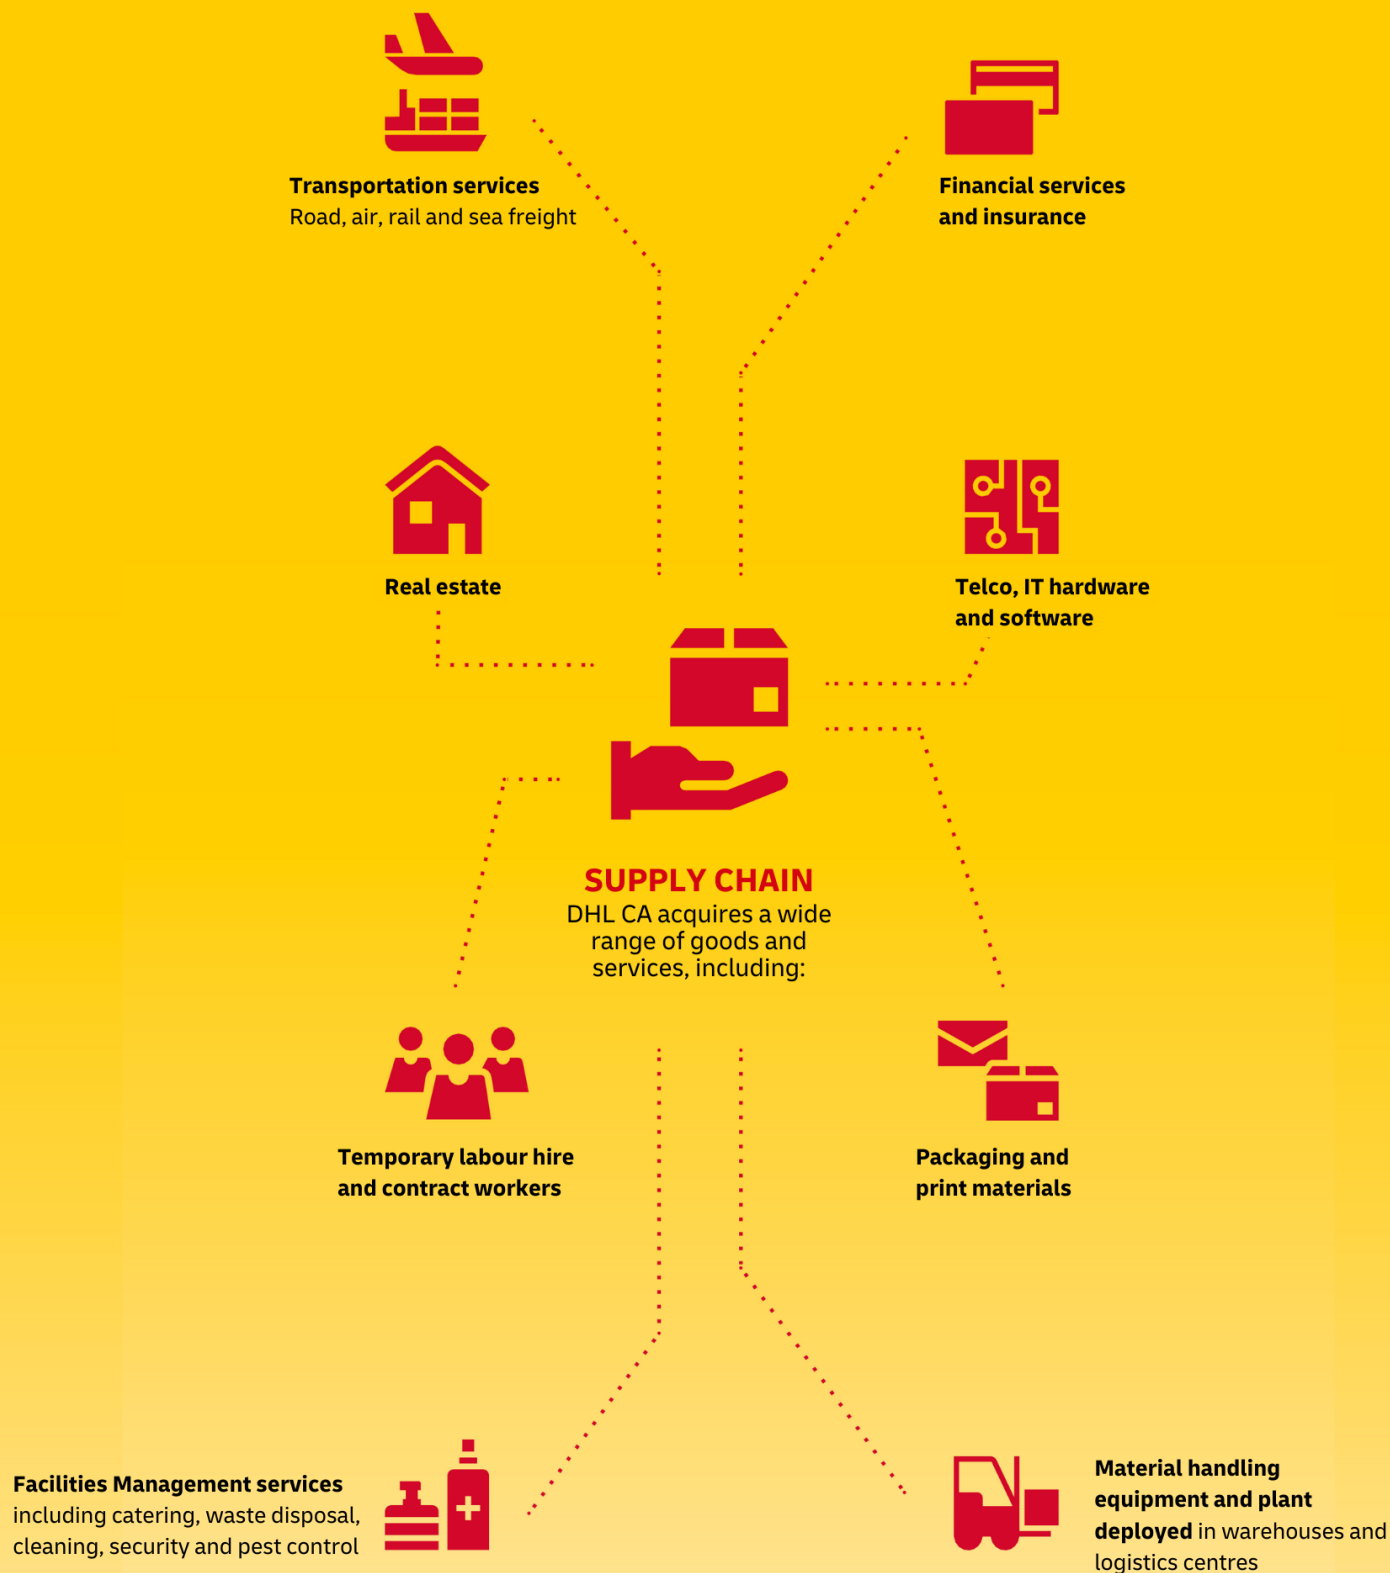 Transportation services
Road, air, rail and sea freight
Financial services
and insurance
Real estate
Telco, IT hardware
and software
SUPPLY CHAIN
DHL CA acquires a wide
range of goods and
services, including:
Temporary labour hire
and contract workers
Packaging and
print materials
Facilities Management services
including catering, waste disposal,
cleaning, security and pest control
Material handling
equipment and plant
deployed in warehouses and
logistics centres